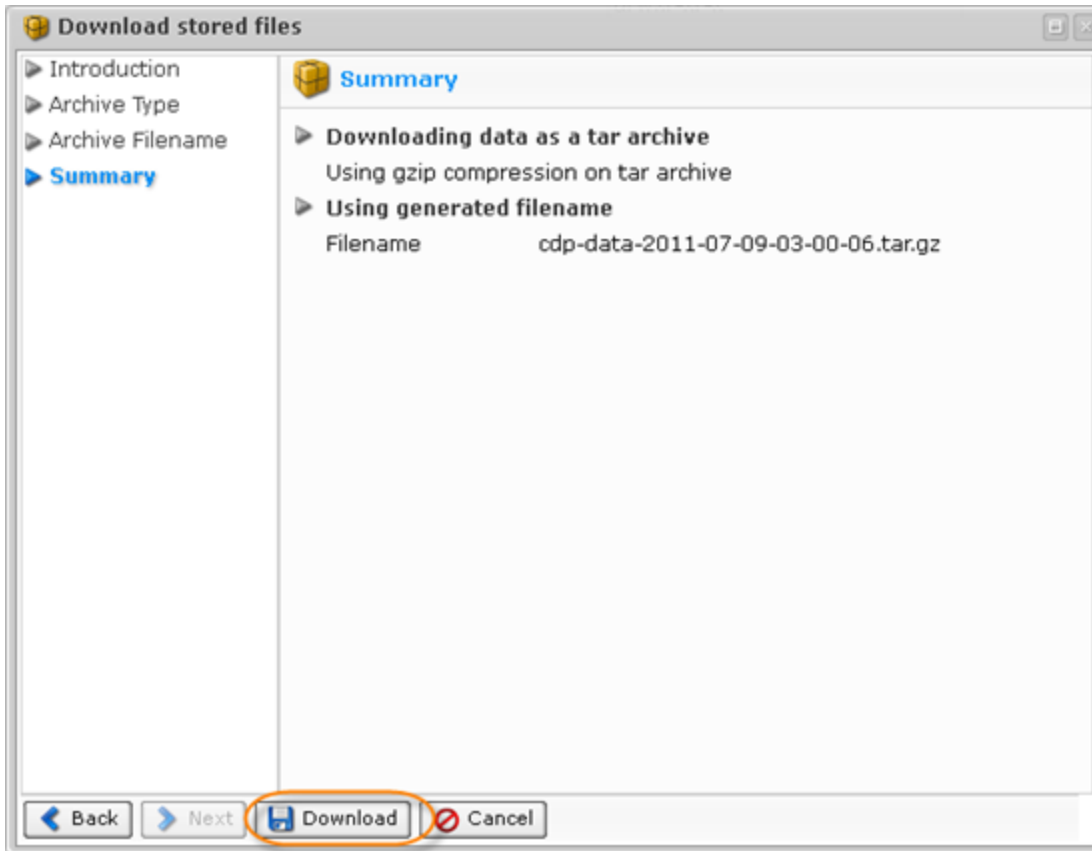 Download stored files
Introduction
Archive Type
Archive Filename
Summary
Summary
Downloading data as a tar archive
Using gzip compression on tar archive
Using generated filename
Filename cdp-data-2011-07-09-03-00-06.tar.gz
Back Next Download Cancel